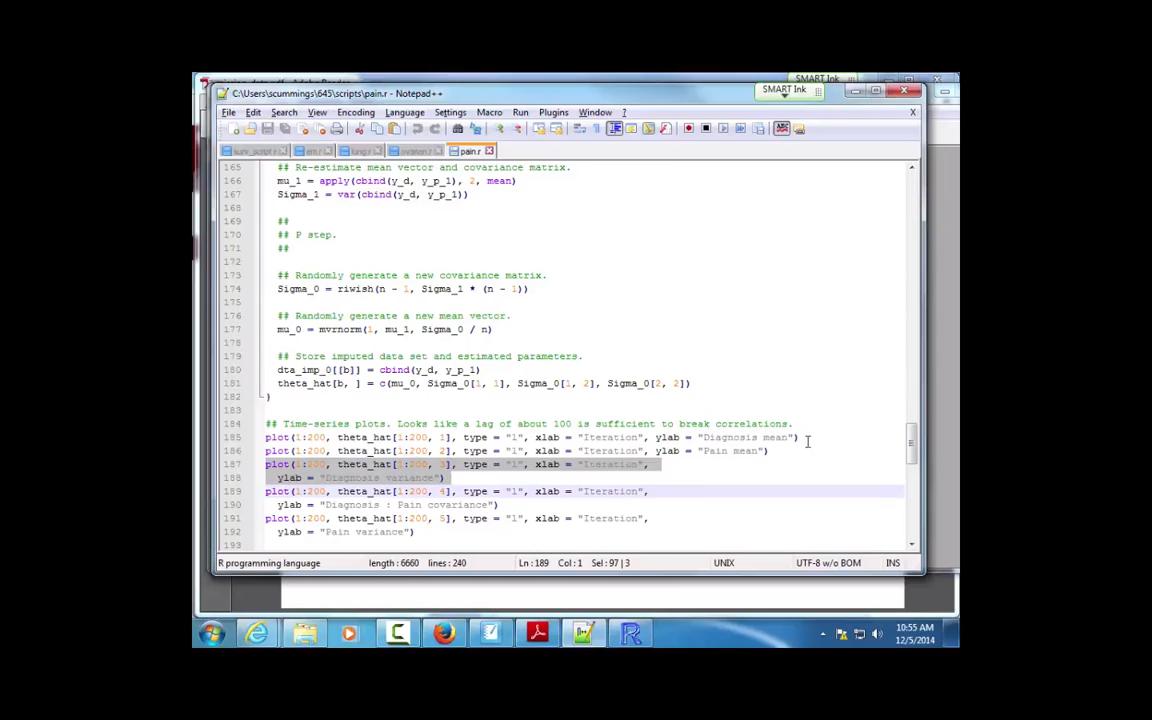 SMART Ink
C:\Users\scummings\645\scripts\pain.r - Notepad++
SMART Ink
File Edit Search View Encoding Language Settings Macro Run Plugins Window ? X
surv_script.r em.r lung.r ovarian.r pain.r
165 ## Re-estimate mean vector and covariance matrix.
166 mu_1 = apply(cbind(y_d, y_p_1), 2, mean)
167 Sigma_1 = var(cbind(y_d, y_p_1))
168
169 ##
170 ## P step.
171 ##
172
173 ## Randomly generate a new covariance matrix.
174 Sigma_0 = riwish(n - 1, Sigma_1 * (n - 1))
175
176 ## Randomly generate a new mean vector.
177 mu_0 = mvrnorm(1, mu_1, Sigma_0 / n)
178
179 ## Store imputed data set and estimated parameters.
180 dta_imp_0[[b]] = cbind(y_d, y_p_1)
181 theta_hat[b, ] = c(mu_0, Sigma_0[1, 1], Sigma_0[1, 2], Sigma_0[2, 2])
182 }
183
184 ## Time-series plots. Looks like a lag of about 100 is sufficient to break correlations.
185 plot(1:200, theta_hat[1:200, 1], type = "l", xlab = "Iteration", ylab = "Diagnosis mean")
186 plot(1:200, theta_hat[1:200, 2], type = "l", xlab = "Iteration", ylab = "Pain mean")
187 plot(1:200, theta_hat[1:200, 3], type = "l", xlab = "Iteration",
188 ylab = "Diagnosis variance")
189 plot(1:200, theta_hat[1:200, 4], type = "l", xlab = "Iteration",
190 ylab = "Diagnosis : Pain covariance")
191 plot(1:200, theta_hat[1:200, 5], type = "l", xlab = "Iteration",
192 ylab = "Pain variance")
193
R programming language length : 6660 lines : 240 Ln : 189 Col : 1 Sel : 97 | 3 UNIX UTF-8 w/o BOM INS
10:55 AM
12/5/2014